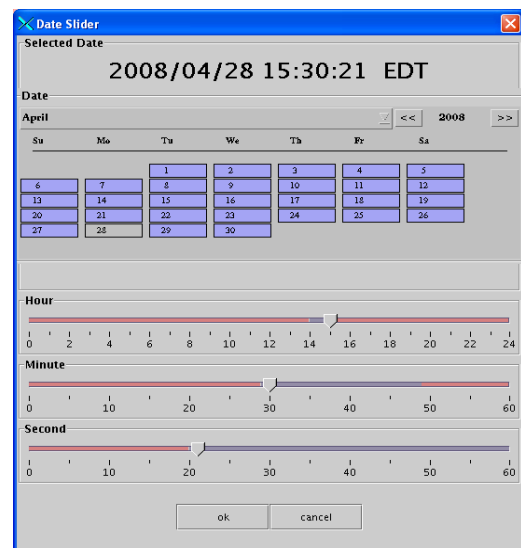 Date Slider
Selected Date
2008/04/28 15:30:21 EDT
Date
April << 2008 >>
Su Mo Tu We Th Fr Sa
1 2 3 4 5
6 7 8 9 10 11 12
13 14 15 16 17 18 19
20 21 22 23 24 25 26
27 28 29 30
Hour
0 2 4 6 8 10 12 14 16 18 20 22 24
Minute
0 10 20 30 40 50 60
Second
0 10 20 30 40 50 60
ok cancel